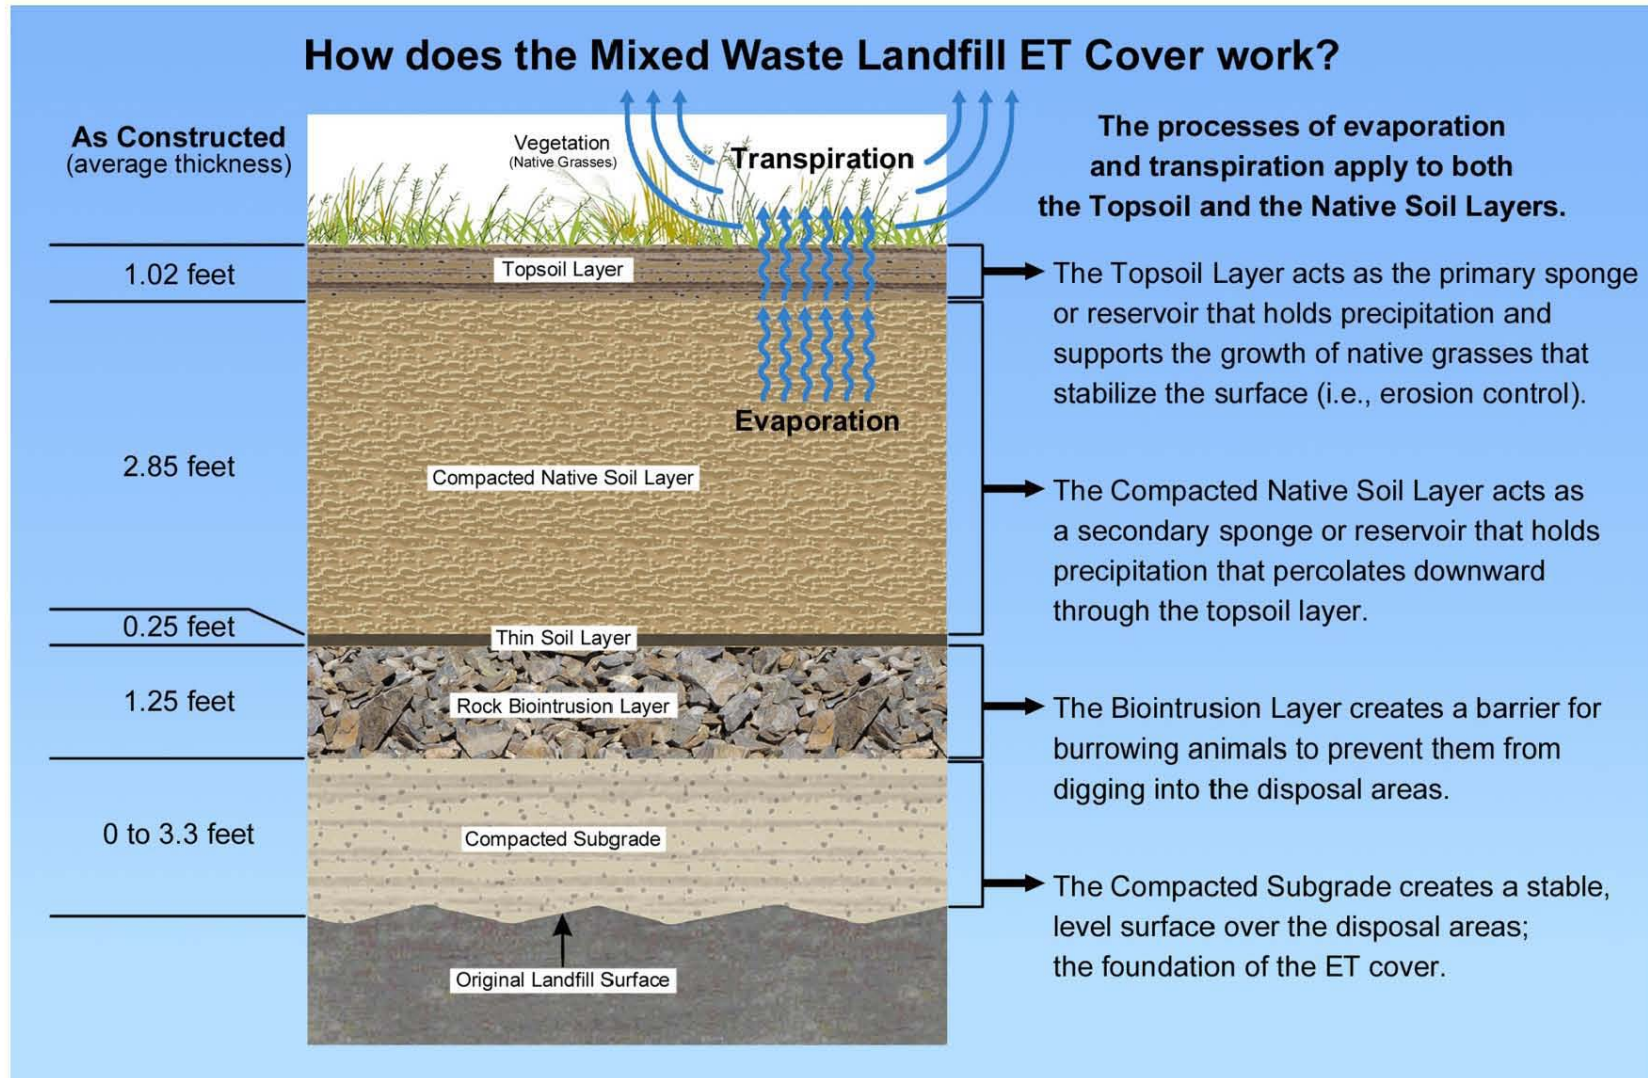 How does the Mixed Waste Landfill ET Cover work?
As Constructed
(average thickness)
1.02 feet
2.85 feet
0.25 feet
1.25 feet
0 to 3.3 feet
Vegetation
(Native Grasses)
Transpiration
Topsoil Layer
Evaporation
Compacted Native Soil Layer
Thin Soil Layer
Rock Biointrusion Layer
Compacted Subgrade
Original Landfill Surface
The processes of evaporation
and transpiration apply to both
the Topsoil and the Native Soil Layers.
The Topsoil Layer acts as the primary sponge
or reservoir that holds precipitation and
supports the growth of native grasses that
stabilize the surface (i.e., erosion control).
The Compacted Native Soil Layer acts as
a secondary sponge or reservoir that holds
precipitation that percolates downward
through the topsoil layer.
The Biointrusion Layer creates a barrier for
burrowing animals to prevent them from
digging into the disposal areas.
The Compacted Subgrade creates a stable,
level surface over the disposal areas;
the foundation of the ET cover.